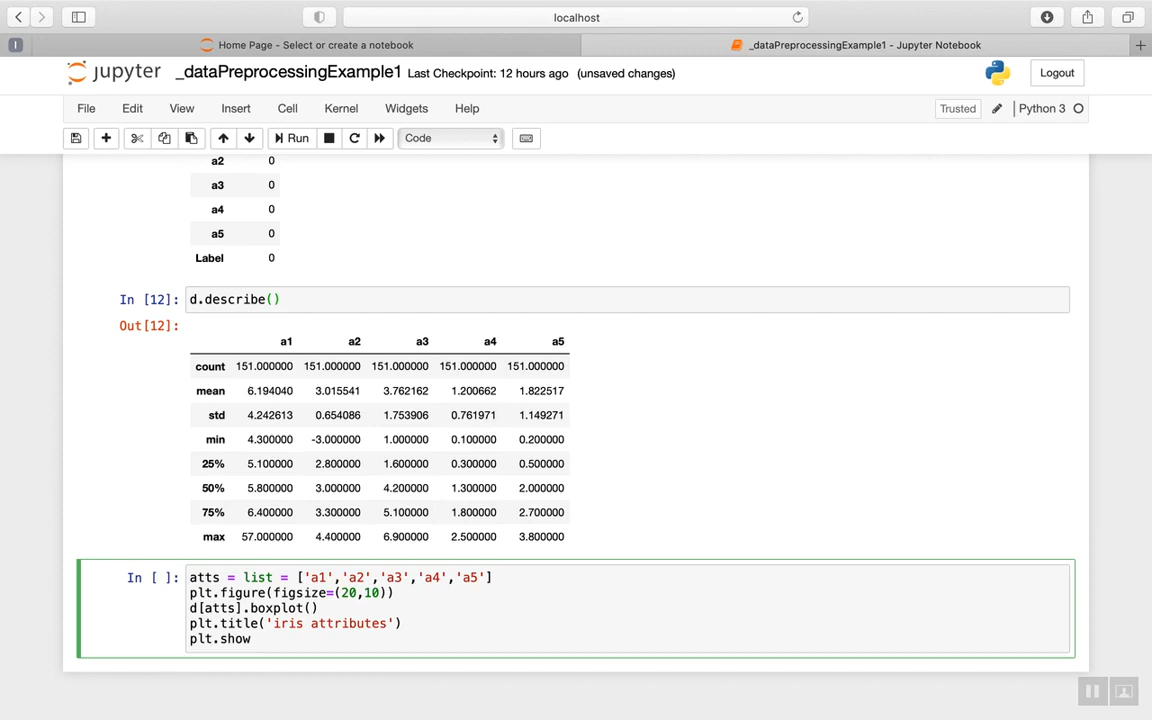 localhost
I
Home Page - Select or create a notebook
_dataPreprocessingExample1 - Jupyter Notebook
jupyter _dataPreprocessingExample1 Last Checkpoint: 12 hours ago (unsaved changes)
Logout
File Edit View Insert Cell Kernel Widgets Help
Trusted Python 3
Run Code
a2 0
a3 0
a4 0
a5 0
Label 0
In [12]: d.describe()
Out[12]:
a1 a2 a3 a4 a5
count 151.000000 151.000000 151.000000 151.000000 151.000000
mean 6.194040 3.015541 3.762162 1.200662 1.822517
std 4.242613 0.654086 1.753906 0.761971 1.149271
min 4.300000 -3.000000 1.000000 0.100000 0.200000
25% 5.100000 2.800000 1.600000 0.300000 0.500000
50% 5.800000 3.000000 4.200000 1.300000 2.000000
75% 6.400000 3.300000 5.100000 1.800000 2.700000
max 57.000000 4.400000 6.900000 2.500000 3.800000
In [ ]: atts = list = ['a1','a2','a3','a4','a5']
plt.figure(figsize=(20,10))
d[atts].boxplot()
plt.title('iris attributes')
plt.show